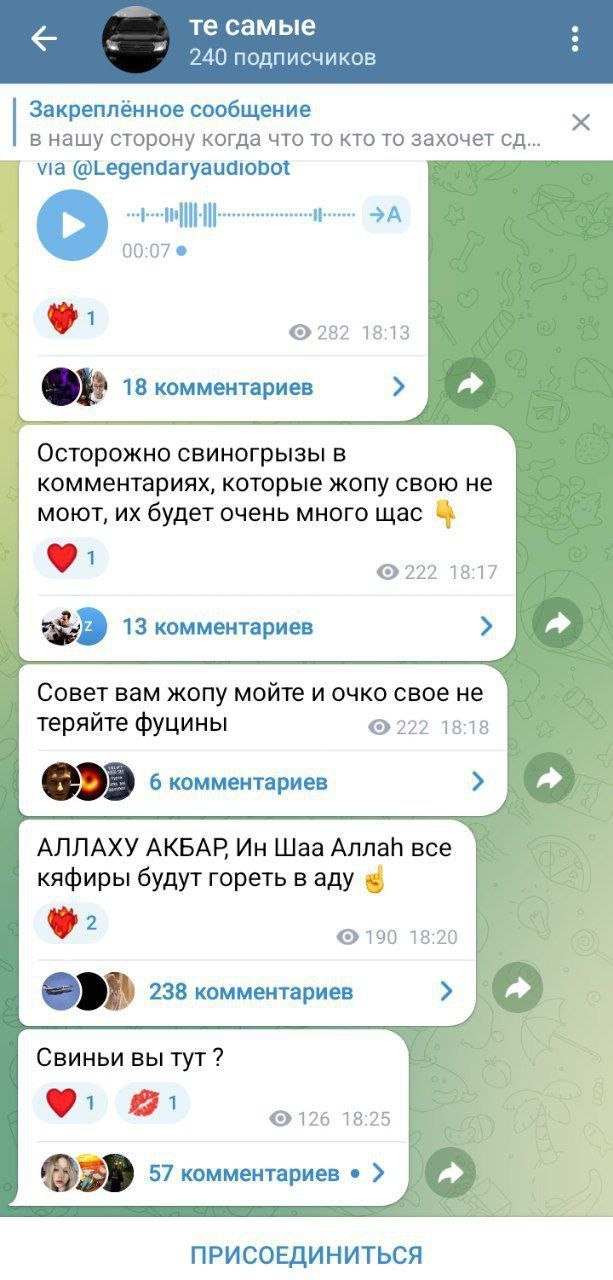 те самые
240 подписчиков
Закреплённое сообщение
в нашу сторону когда что то кто то захочет сд...
via @Legendaryaudiobot
→A
00:07
1
282 18:13
18 комментариев
Осторожно свиногрызы в
комментариях, которые жопу свою не
моют, их будет очень много щас 👇
1
222 18:17
z
13 комментариев
Совет вам жопу мойте и очко свое не
теряйте фуцины
222 18:18
6 комментариев
АЛЛАХУ АКБАР, Ин Шаа Аллаһ все
кяфиры будут гореть в аду ☝
2
190 18:20
238 комментариев
Свиньи вы тут ?
1 1
126 18:25
57 комментариев
ПРИСОЕДИНИТЬСЯ